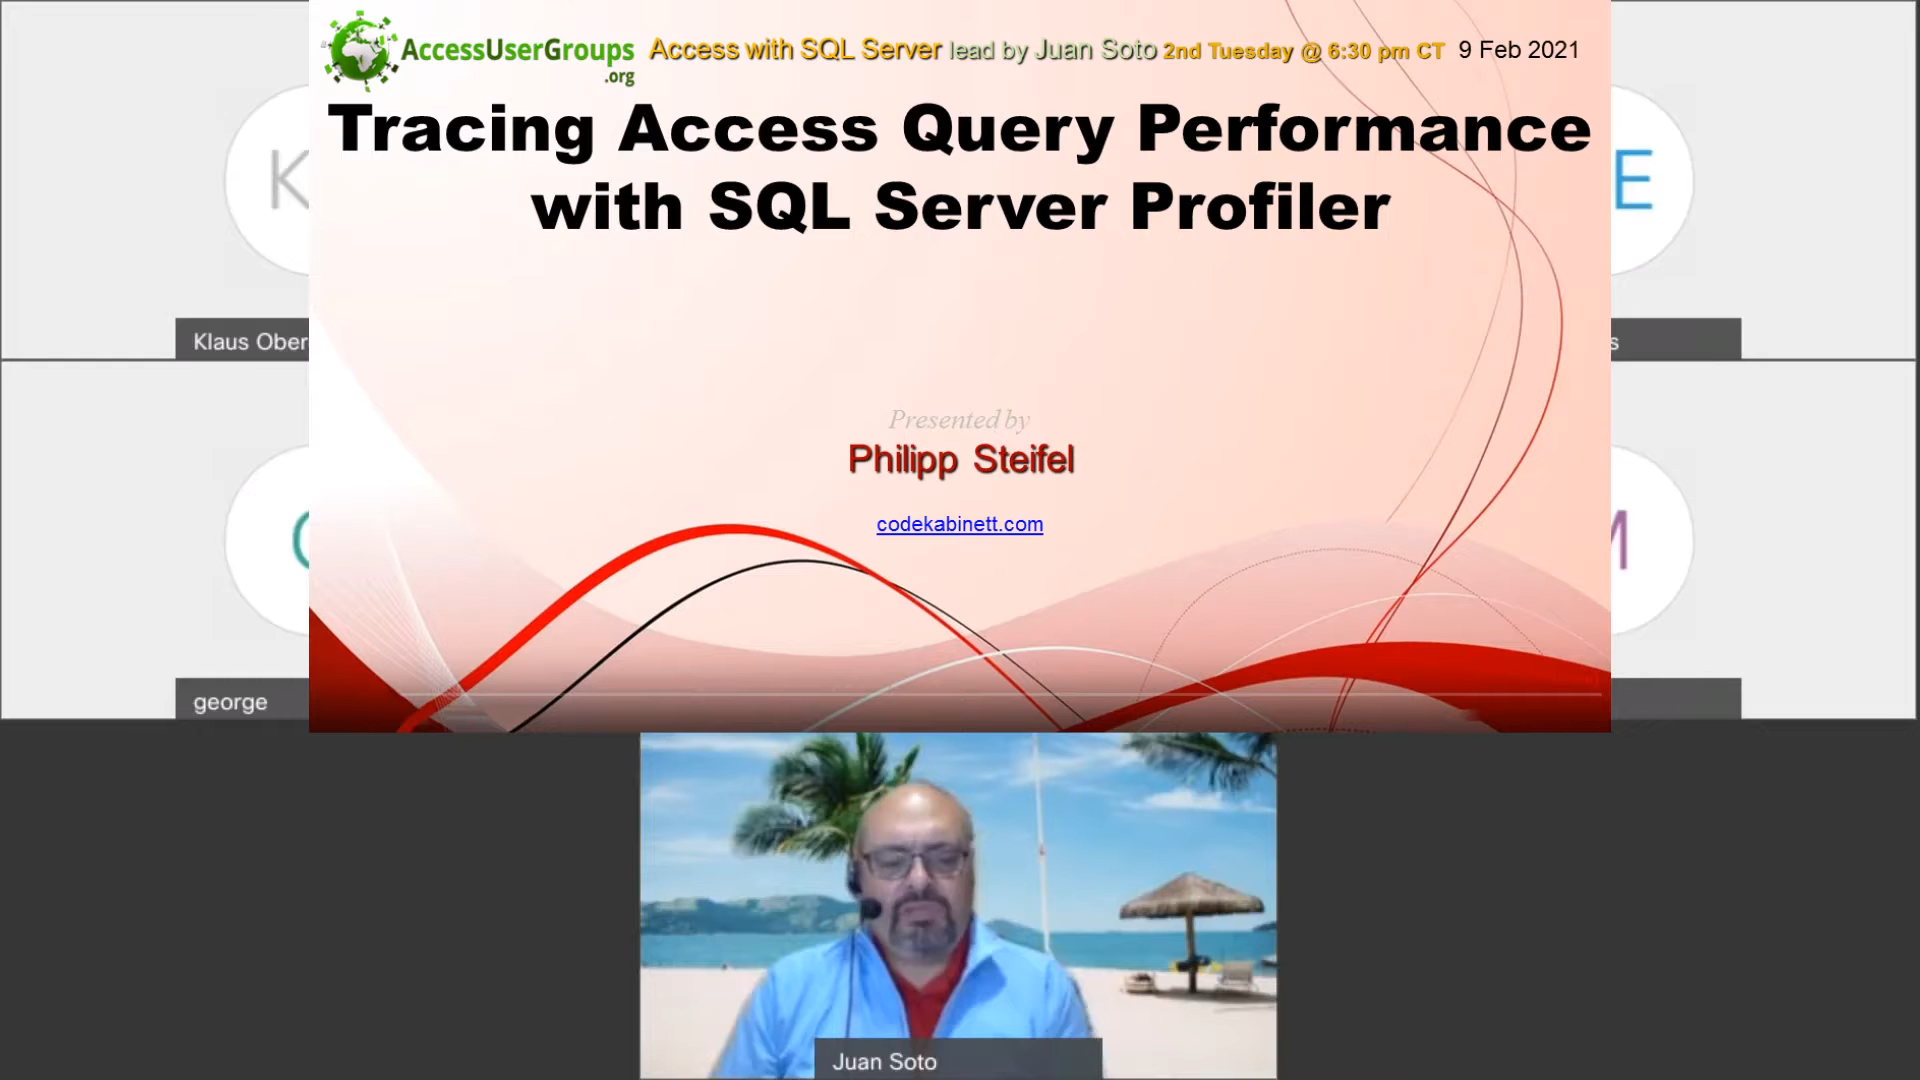 AccessUserGroups
.org
Access with SQL Server lead by Juan Soto 2nd Tuesday @ 6:30 pm CT 9 Feb 2021
Tracing Access Query Performance
with SQL Server Profiler
K
E
Klaus Ober
s
Presented by
Philipp Steifel
codekabinett.com
george
Juan Soto